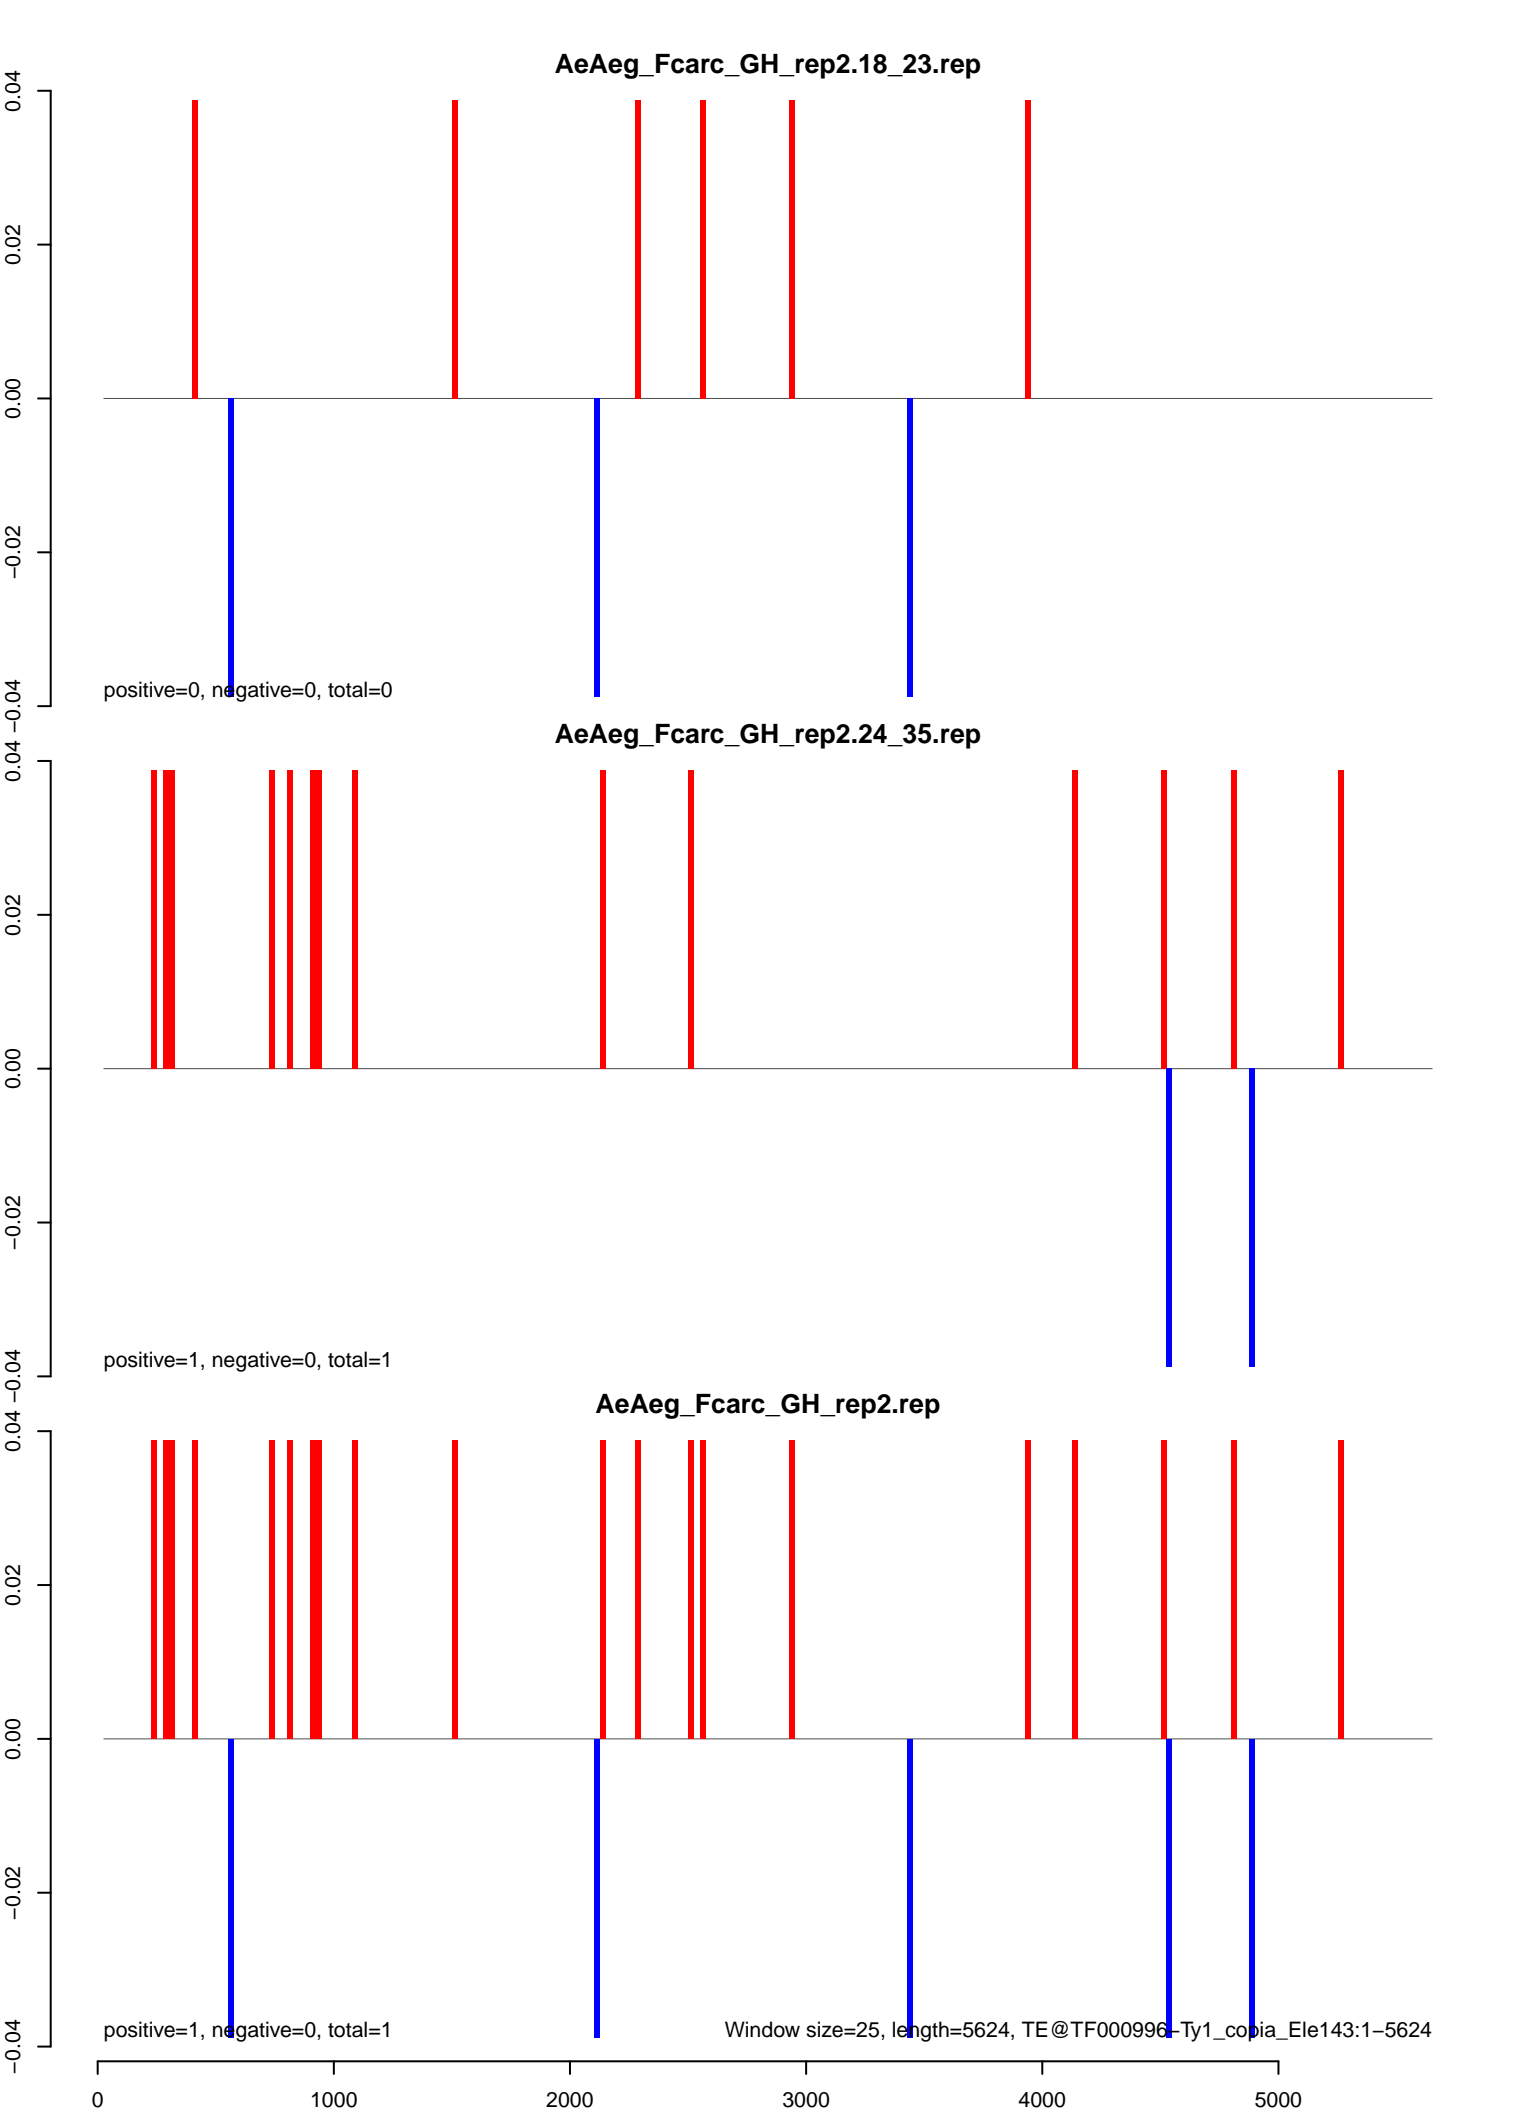 AeAeg_Fcarc_GH_rep2.18_23.rep
0.04
0.02
0.00
−0.02
−0.04
positive=0, negative=0, total=0
AeAeg_Fcarc_GH_rep2.24_35.rep
0.04
0.02
0.00
−0.02
−0.04
positive=1, negative=0, total=1
AeAeg_Fcarc_GH_rep2.rep
0.04
0.02
0.00
−0.02
−0.04
positive=1, negative=0, total=1
Window size=25, length=5624, TE@TF000996−Ty1_copia_Ele143:1−5624
0 1000 2000 3000 4000 5000